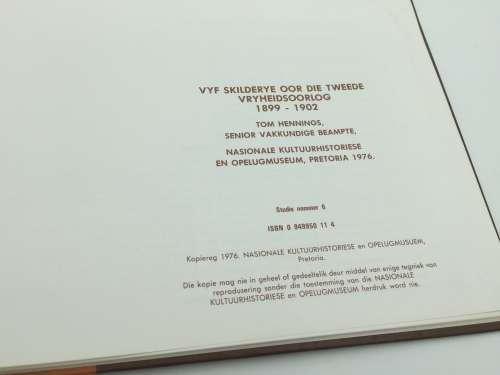 VYF SKILDERYE OOR DIE TWEEDE
VRYHEIDSOORLOG
1899 - 1902
TOM HENNINGS,
SENIOR VAKKUNDIGE BEAMPTE,
NASIONALE KULTUURHISTORIESE
EN OPELUGMUSEUM, PRETORIA 1976.
Studie nommer 6
ISBN 0 949950 11 4
Kopiereg 1976. NASIONALE KULTUURHISTORIESE en OPELUGMUSUEM,
Pretoria.
Die kopie mag nie in geheel of gedeeltelik deur middel van enige tegniek van
reprodusering sonder die toestemming van die NASIONALE
KULTUURHISTORIESE en OPELUGMUSEUM herdruk word nie.